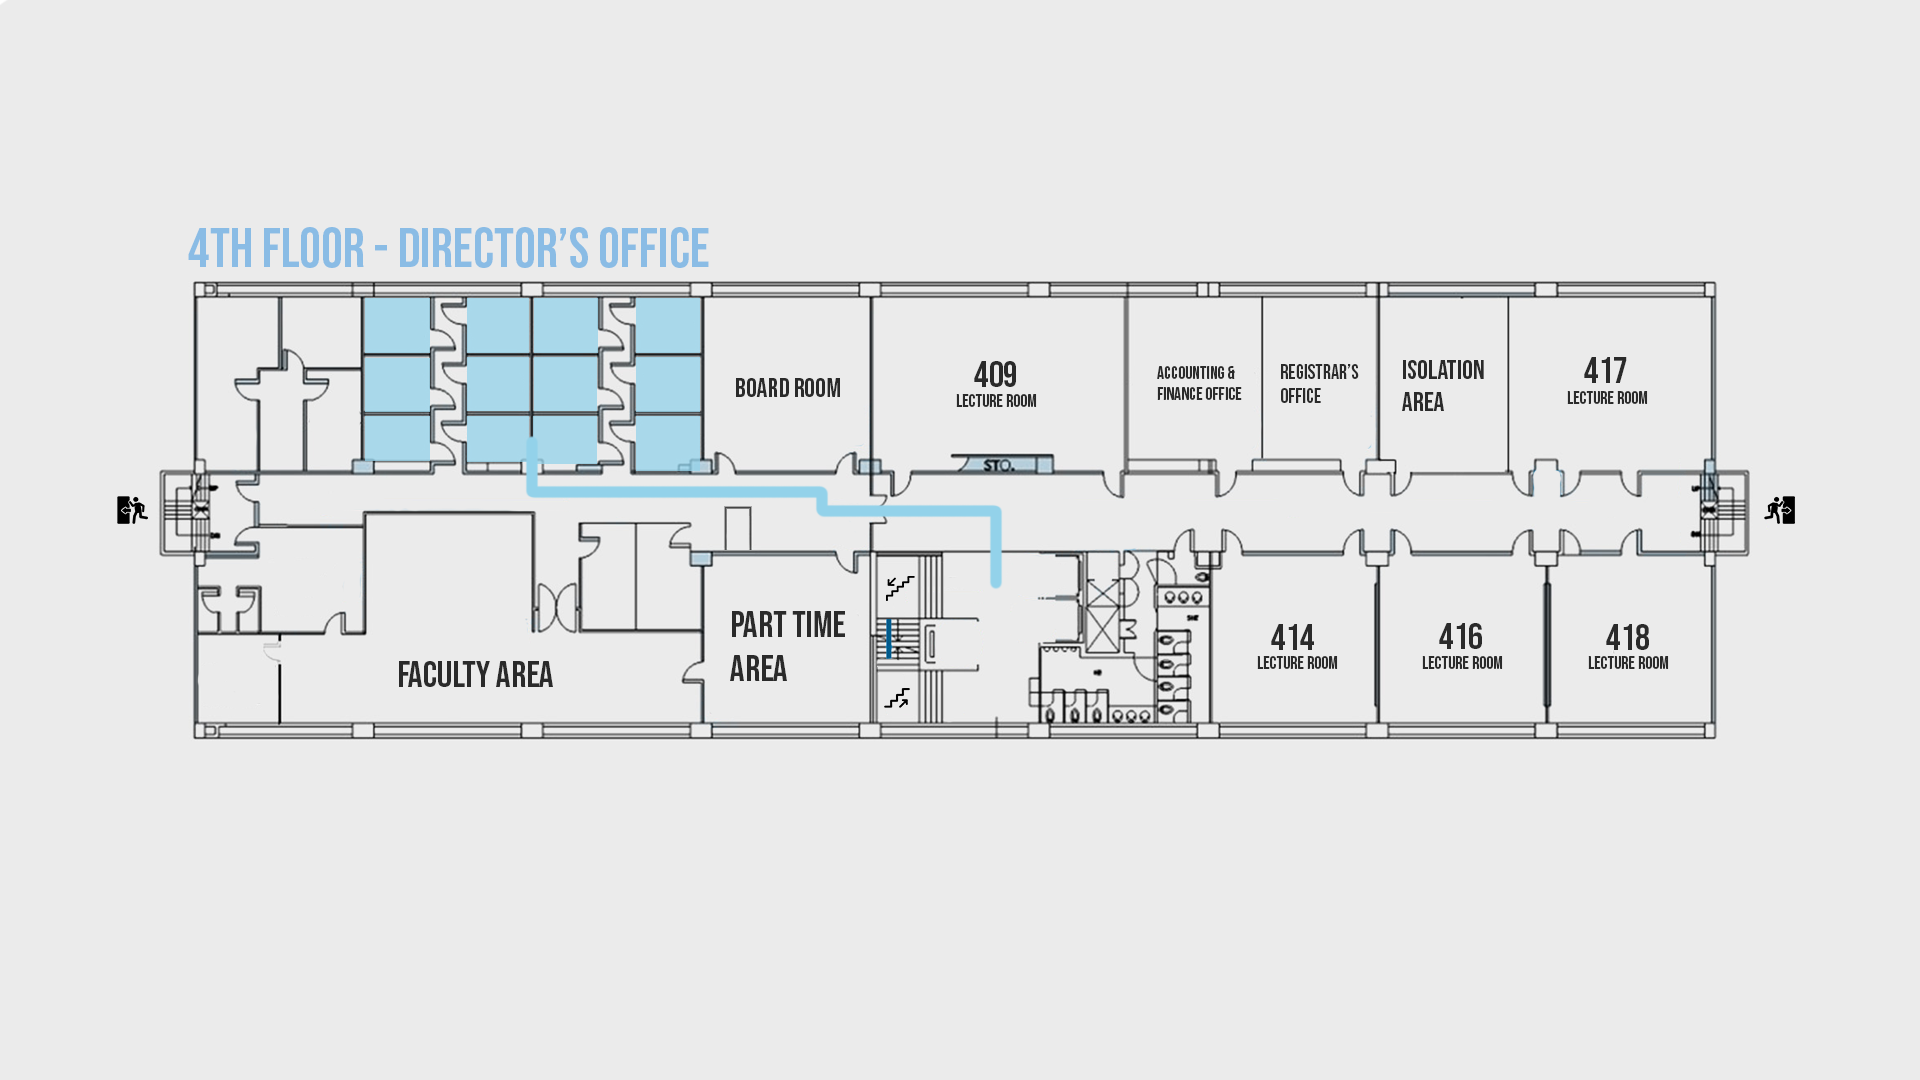 4TH FLOOR - DIRECTOR'S OFFICE
BOARD ROOM
409
LECTURE ROOM
ACCOUNTING &
FINANCE OFFICE
REGISTRAR'S
OFFICE
ISOLATION
AREA
417
LECTURE ROOM
STO.
FACULTY AREA
PART TIME
AREA
414
LECTURE ROOM
416
LECTURE ROOM
418
LECTURE ROOM